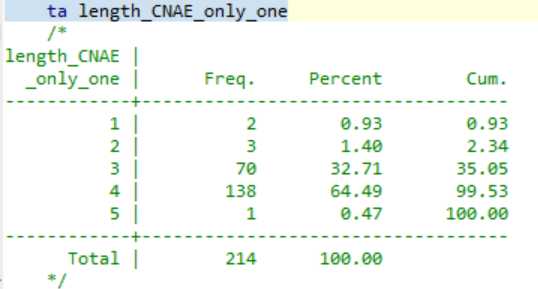 ta length_CNAE_only_one
/*
length_CNAE |
_only_one |      Freq.     Percent        Cum.
------------+-----------------------------------
1 |          2        0.93        0.93
2 |          3        1.40        2.34
3 |         70       32.71       35.05
4 |        138       64.49       99.53
5 |          1        0.47      100.00
------------+-----------------------------------
Total |        214      100.00
*/